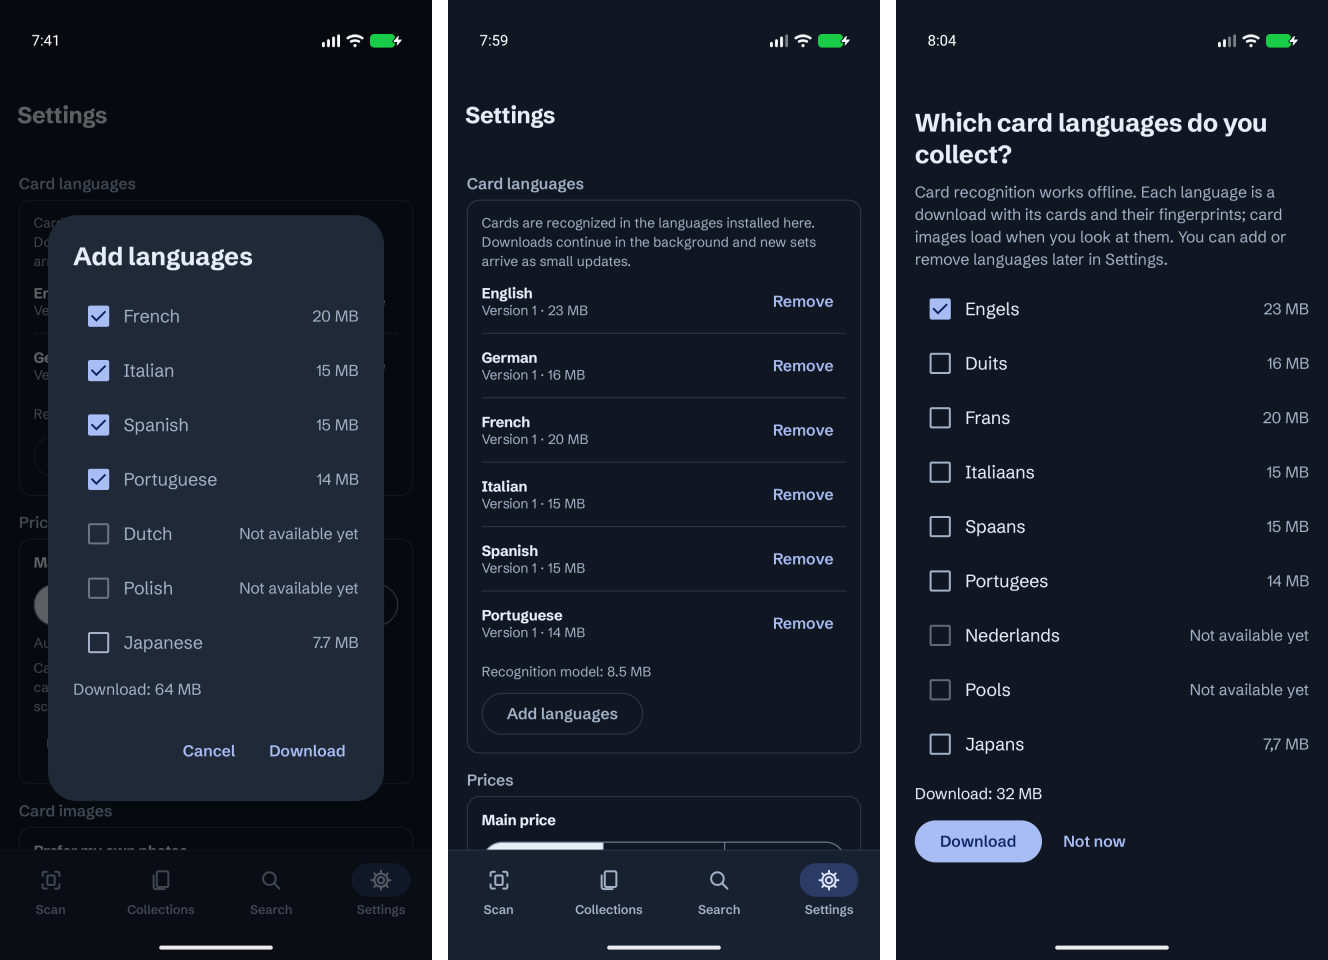 7:41
Settings
Card languages
Add languages
French 20 MB
Italian 15 MB
Spanish 15 MB
Portuguese 14 MB
Dutch Not available yet
Polish Not available yet
Japanese 7.7 MB
Download: 64 MB
Cancel Download
Card images
Prefer my own photos
Scan Collections Search Settings
7:59
Settings
Card languages
Cards are recognized in the languages installed here.
Downloads continue in the background and new sets
arrive as small updates.
English
Version 1 · 23 MB
Remove
German
Version 1 · 16 MB
Remove
French
Version 1 · 20 MB
Remove
Italian
Version 1 · 15 MB
Remove
Spanish
Version 1 · 15 MB
Remove
Portuguese
Version 1 · 14 MB
Remove
Recognition model: 8.5 MB
Add languages
Prices
Main price
Scan Collections Search Settings
8:04
Which card languages do you
collect?
Card recognition works offline. Each language is a
download with its cards and their fingerprints; card
images load when you look at them. You can add or
remove languages later in Settings.
Engels 23 MB
Duits 16 MB
Frans 20 MB
Italiaans 15 MB
Spaans 15 MB
Portugees 14 MB
Nederlands Not available yet
Pools Not available yet
Japans 7,7 MB
Download: 32 MB
Download Not now